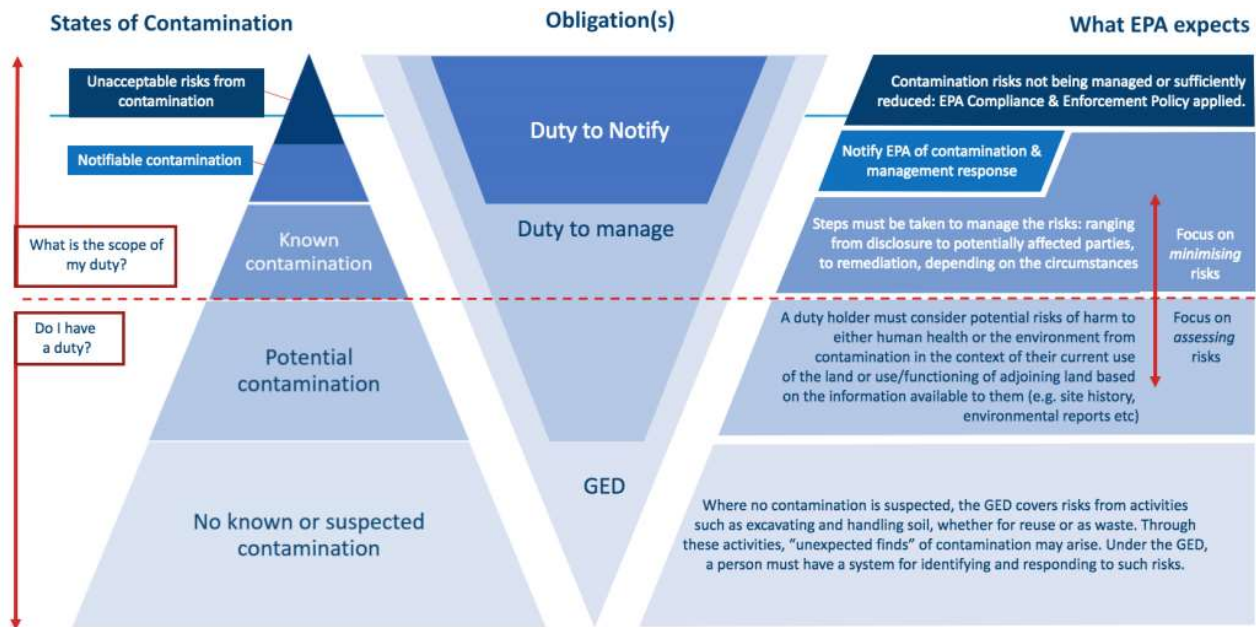 States of Contamination
Obligation(s)
What EPA expects
Unacceptable risks from
contamination
Notifiable contamination
What is the scope of
my duty?
Known
contamination
Do I have
a duty?
Potential
contamination
No known or suspected
contamination
Duty to Notify
Duty to manage
GED
Contamination risks not being managed or sufficiently
reduced: EPA Compliance & Enforcement Policy applied.
Notify EPA of contamination &
management response
Steps must be taken to manage the risks: ranging
from disclosure to potentially affected parties,
to remediation, depending on the circumstances
Focus on
minimising
risks
A duty holder must consider potential risks of harm to
either human health or the environment from
contamination in the context of their current use
of the land or use/functioning of adjoining land based
on the information available to them (e.g. site history,
environmental reports etc)
Focus on
assessing
risks
Where no contamination is suspected, the GED covers risks from activities
such as excavating and handling soil, whether for reuse or as waste. Through
these activities, “unexpected finds” of contamination may arise. Under the GED,
a person must have a system for identifying and responding to such risks.